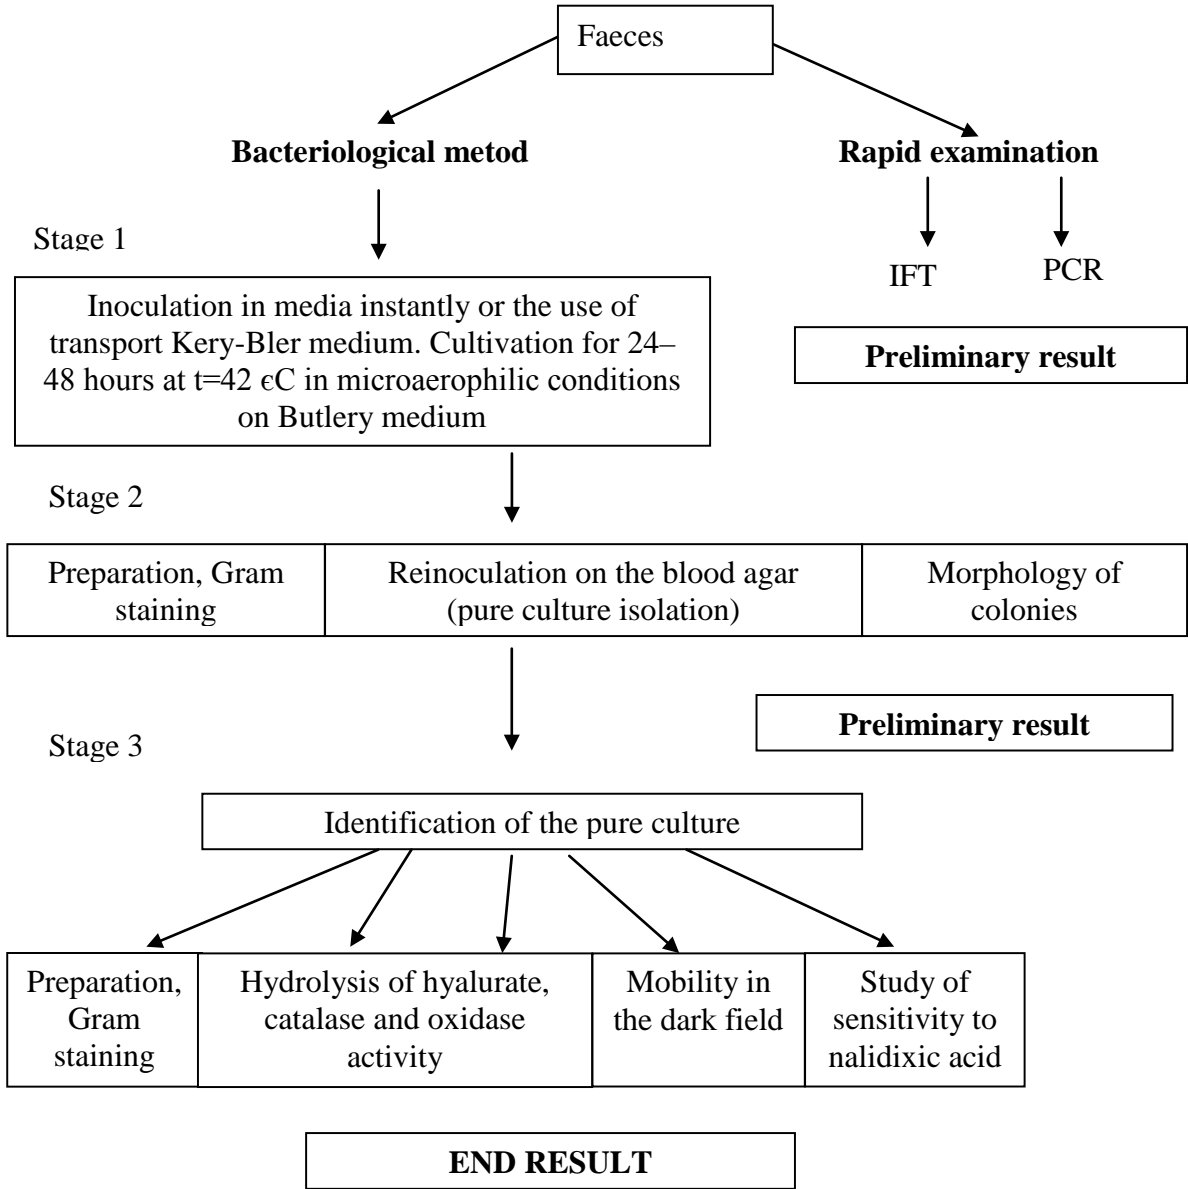 Faeces
Bacteriological metod
Rapid examination
IFT
PCR
Preliminary result
Stage 1
Inoculation in media instantly or the use of
transport Kery-Bler medium. Cultivation for 24–
48 hours at t=42 єC in microaerophilic conditions
on Butlery medium
Stage 2
Preparation, Gram
staining
Reinoculation on the blood agar
(pure culture isolation)
Morphology of
colonies
Preliminary result
Stage 3
Identification of the pure culture
Preparation,
Gram
staining
Hydrolysis of hyalurate,
catalase and oxidase
activity
Mobility in
the dark field
Study of
sensitivity to
nalidixic acid
END RESULT